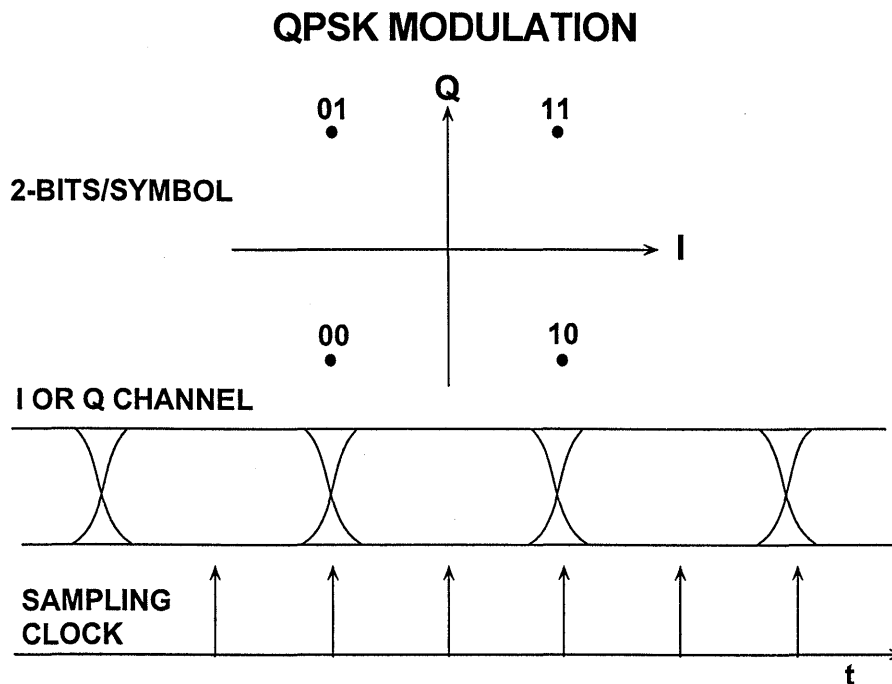 QPSK MODULATION
Q
01
11
2-BITS/SYMBOL
I
00
10
I OR Q CHANNEL
SAMPLING
CLOCK
t